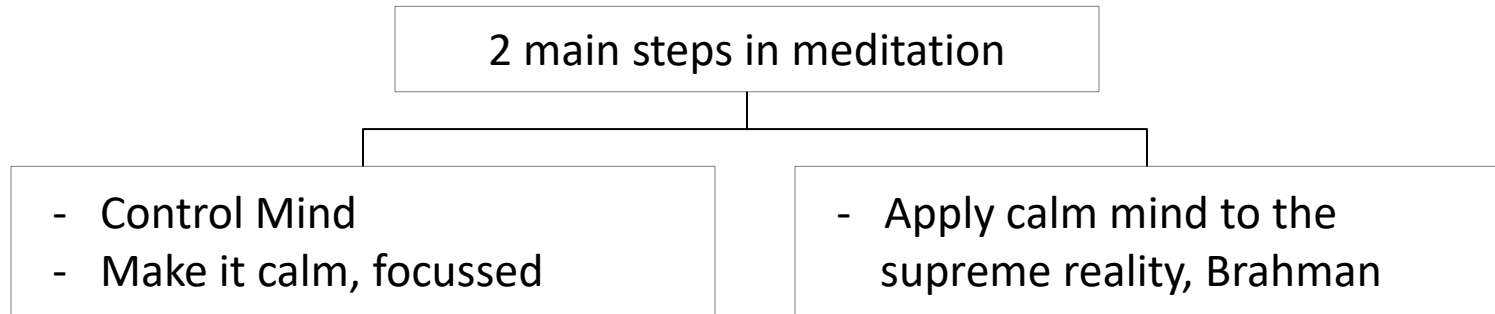 2 main steps in meditation
- Control Mind
- Make it calm, focussed
- Apply calm mind to the
supreme reality, Brahman